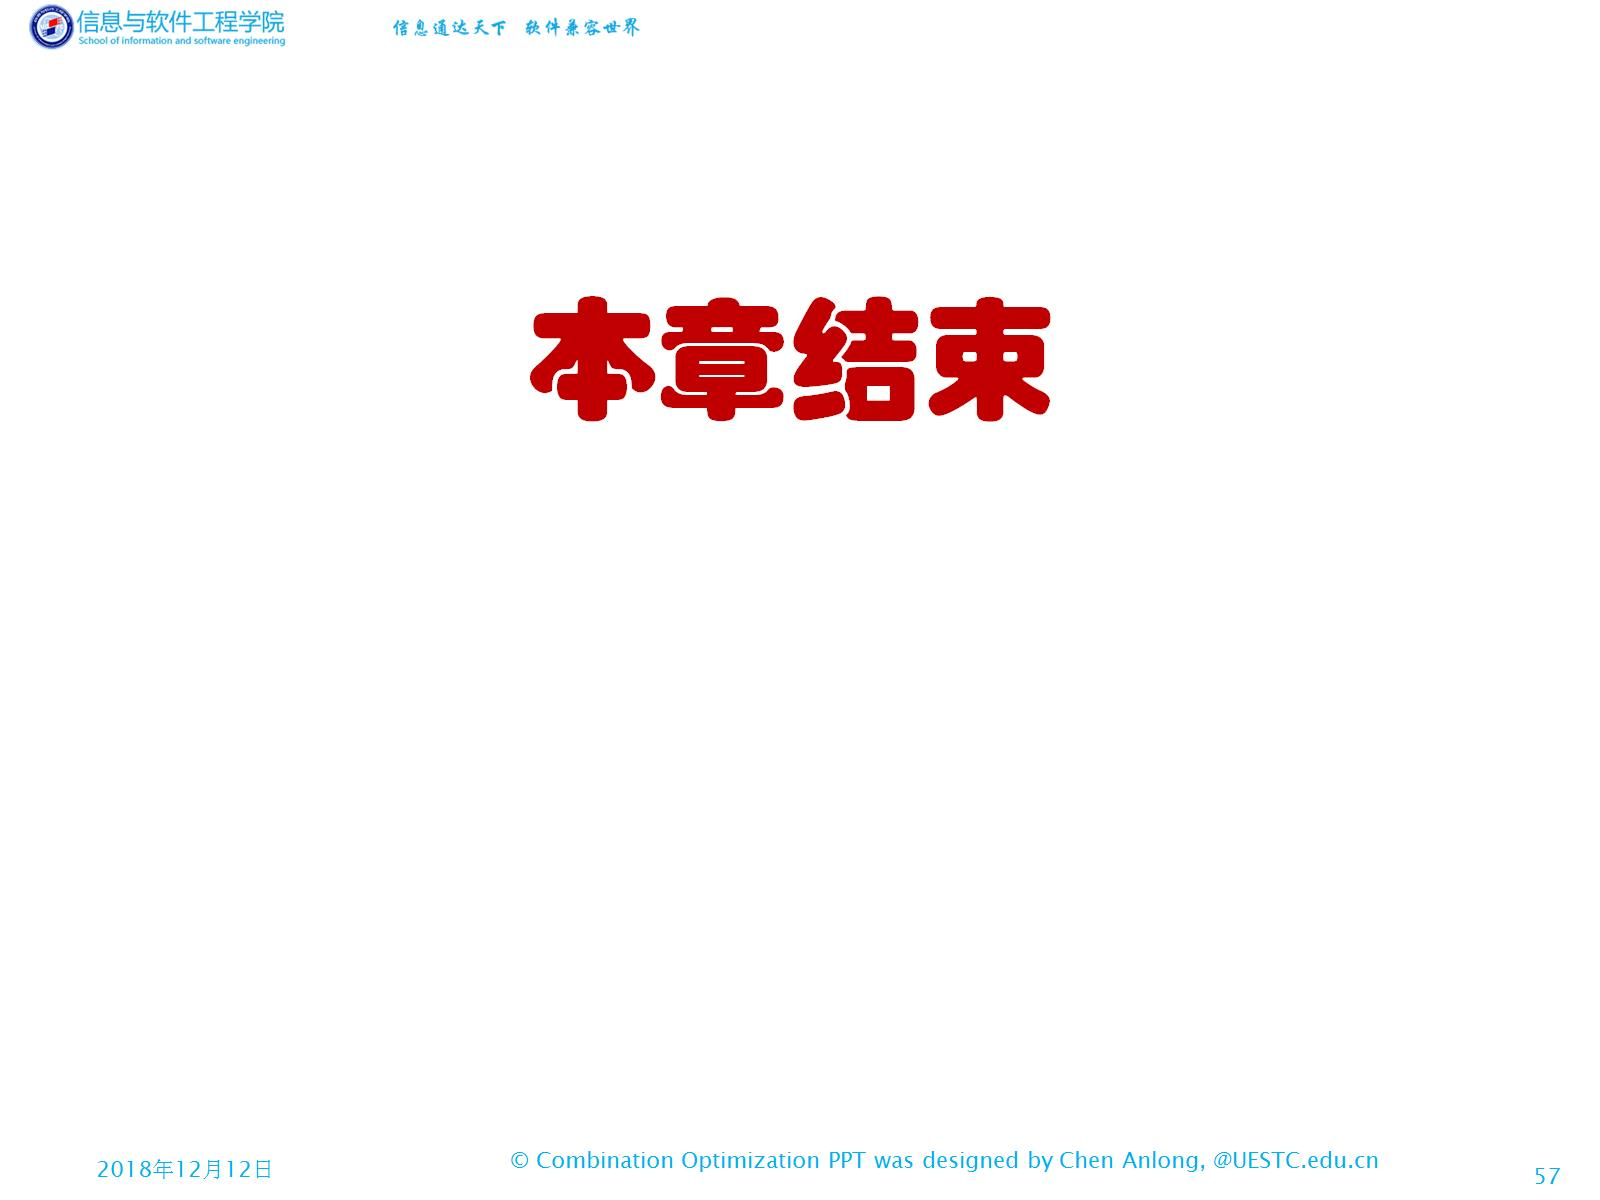 信息与软件工程学院
School of information and software engineering
信息通达天下 软件兼容世界
本章结束
2018年12月12日
© Combination Optimization PPT was designed by Chen Anlong, @UESTC.edu.cn
57